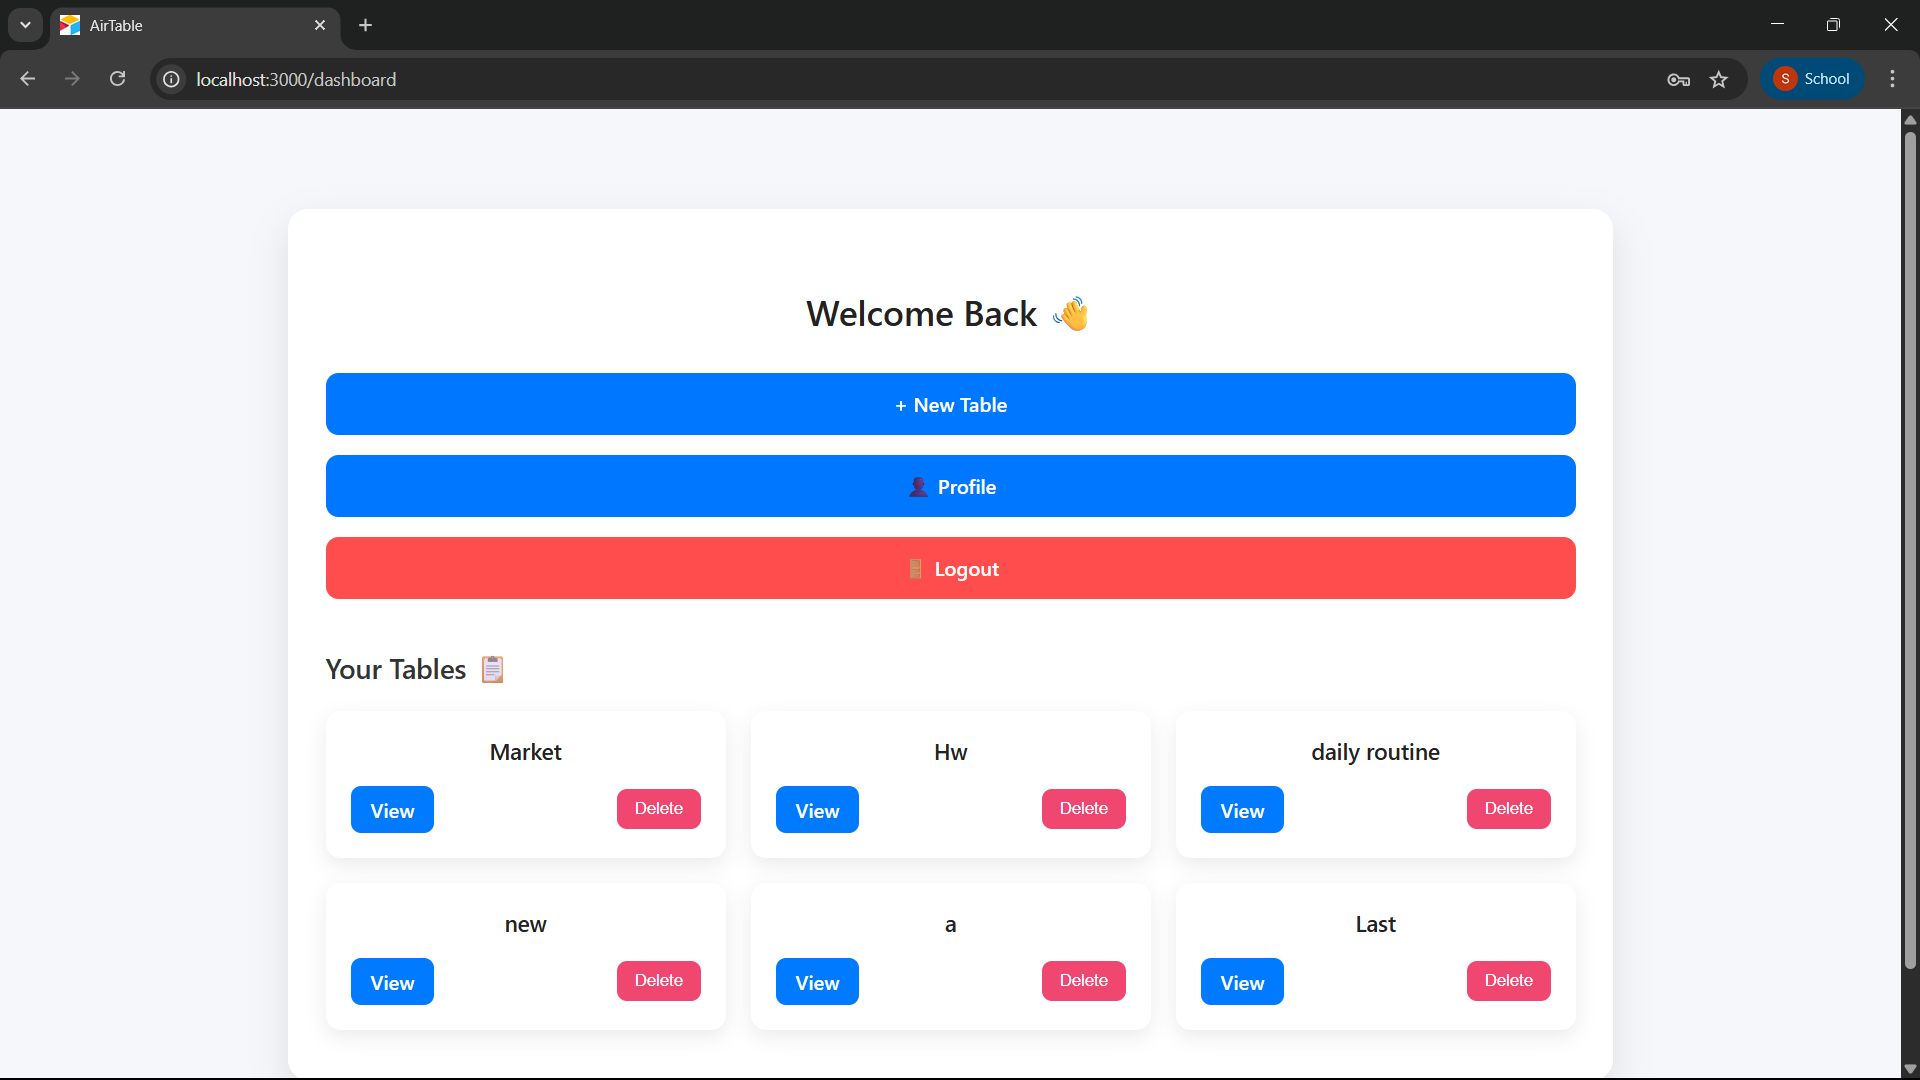 AirTable
localhost:3000/dashboard
S School
Welcome Back 👋
+ New Table
👤 Profile
🚪 Logout
Your Tables 📋
Market
View Delete
Hw
View Delete
daily routine
View Delete
new
View Delete
a
View Delete
Last
View Delete